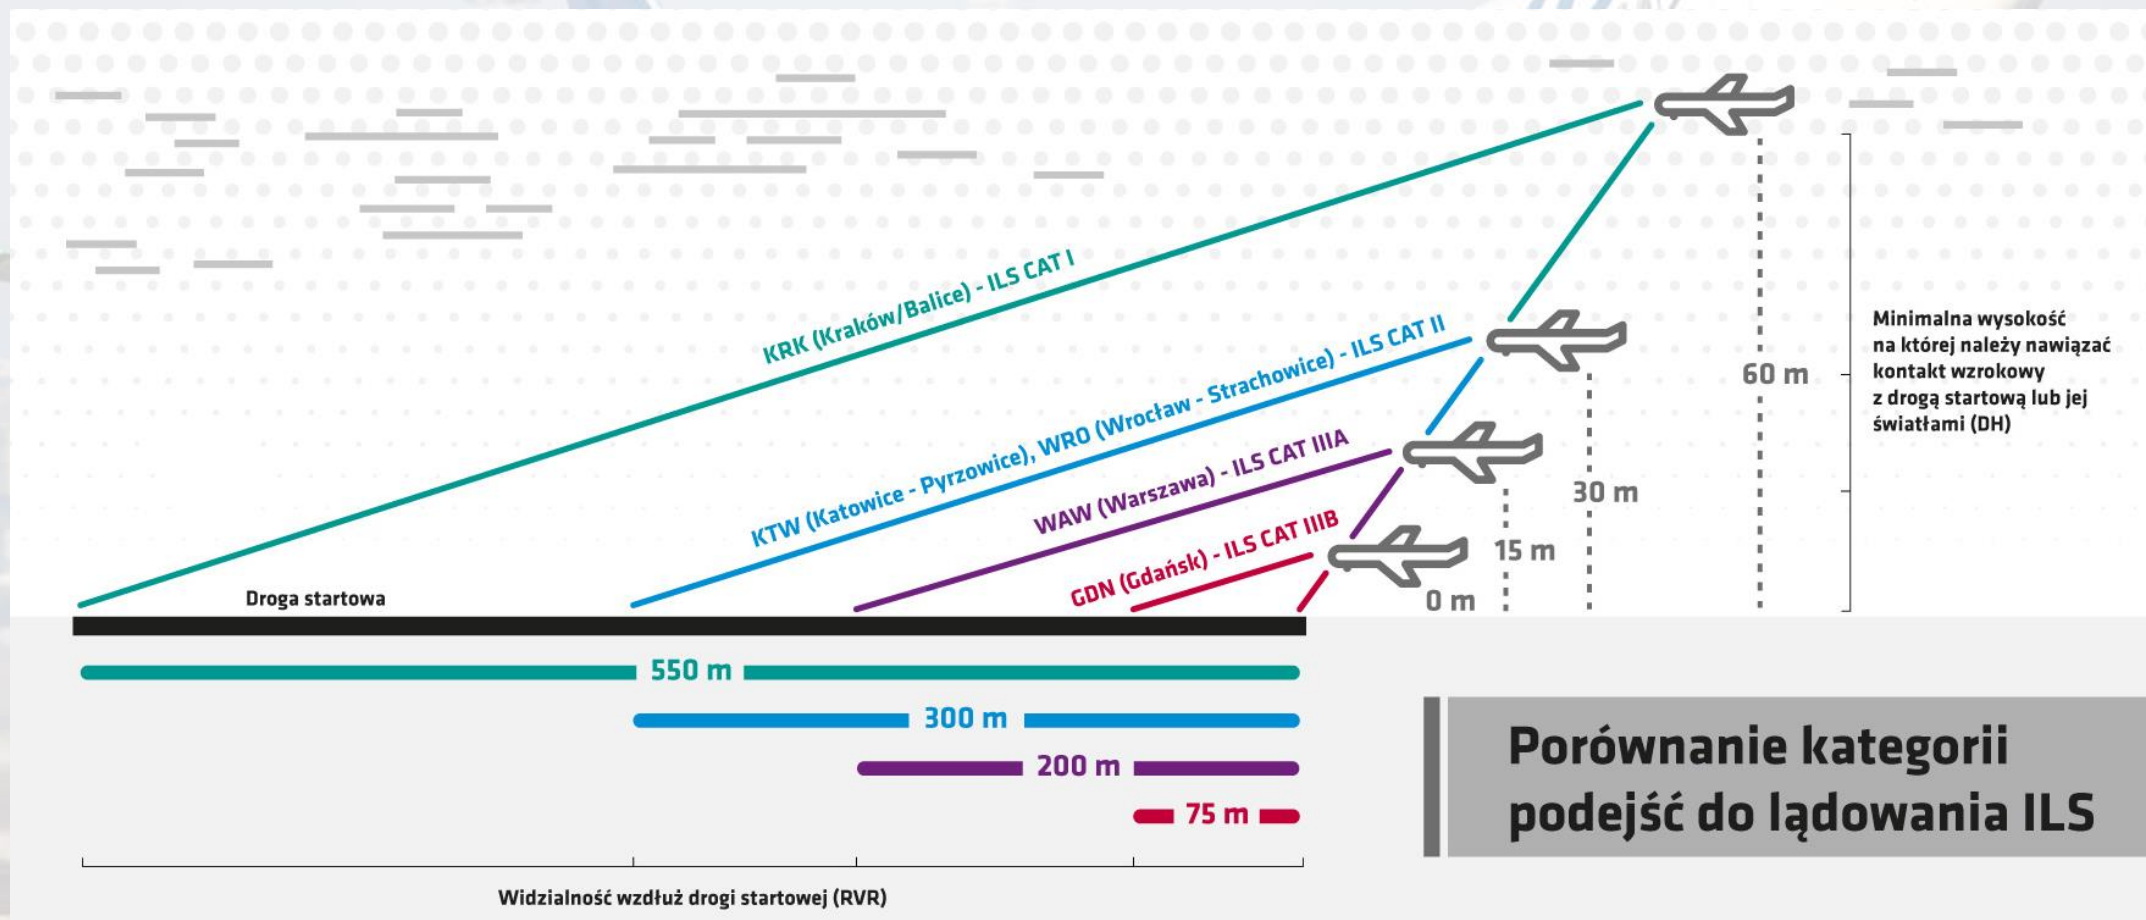 KRK (Kraków/Balice) - ILS CAT I
KTW (Katowice - Pyrzowice), WRO (Wrocław - Strachowice) - ILS CAT II
WAW (Warszawa) - ILS CAT IIIA
GDN (Gdańsk) - ILS CAT IIIB
60 m
30 m
15 m
0 m
Minimalna wysokość
na której należy nawiązać
kontakt wzrokowy
z drogą startową lub jej
światłami (DH)
Droga startowa
550 m
300 m
200 m
75 m
Widzialność wzdłuż drogi startowej (RVR)
Porównanie kategorii
podejść do lądowania ILS